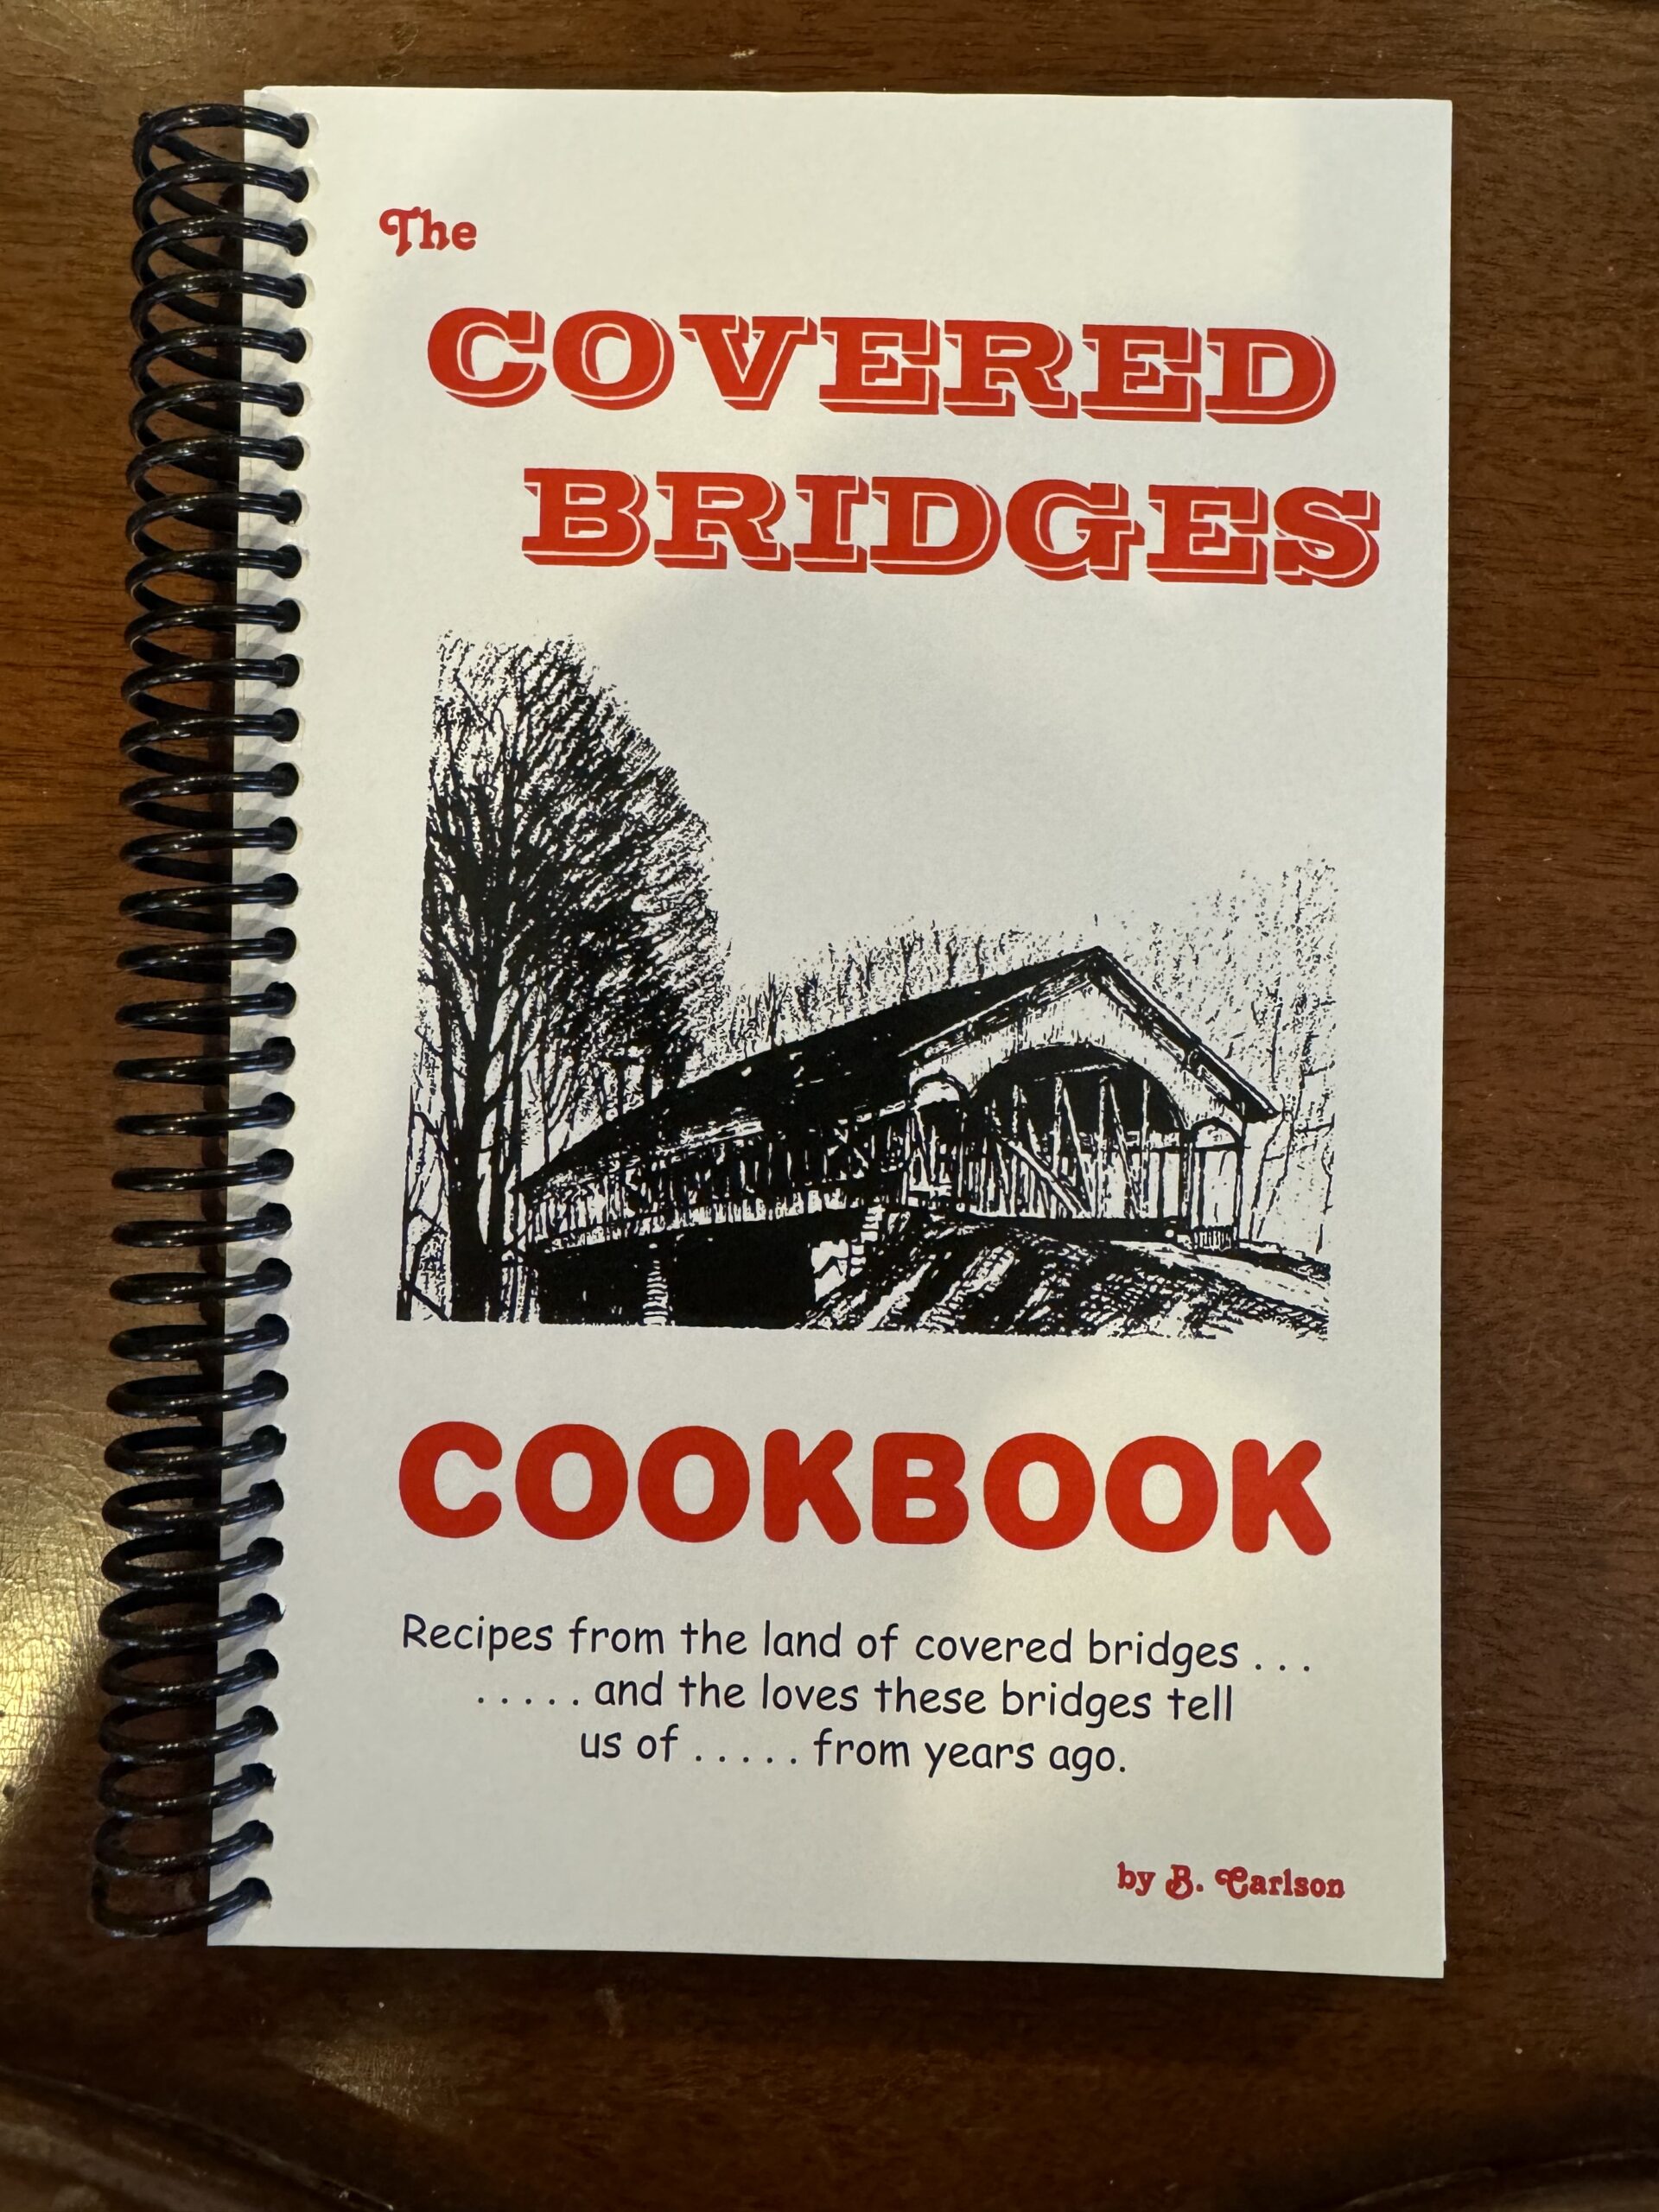 The
COVERED
BRIDGES
COOKBOOK
Recipes from the land of covered bridges . . .
. . . . . and the loves these bridges tell
us of . . . . . from years ago.
by B. Carlson